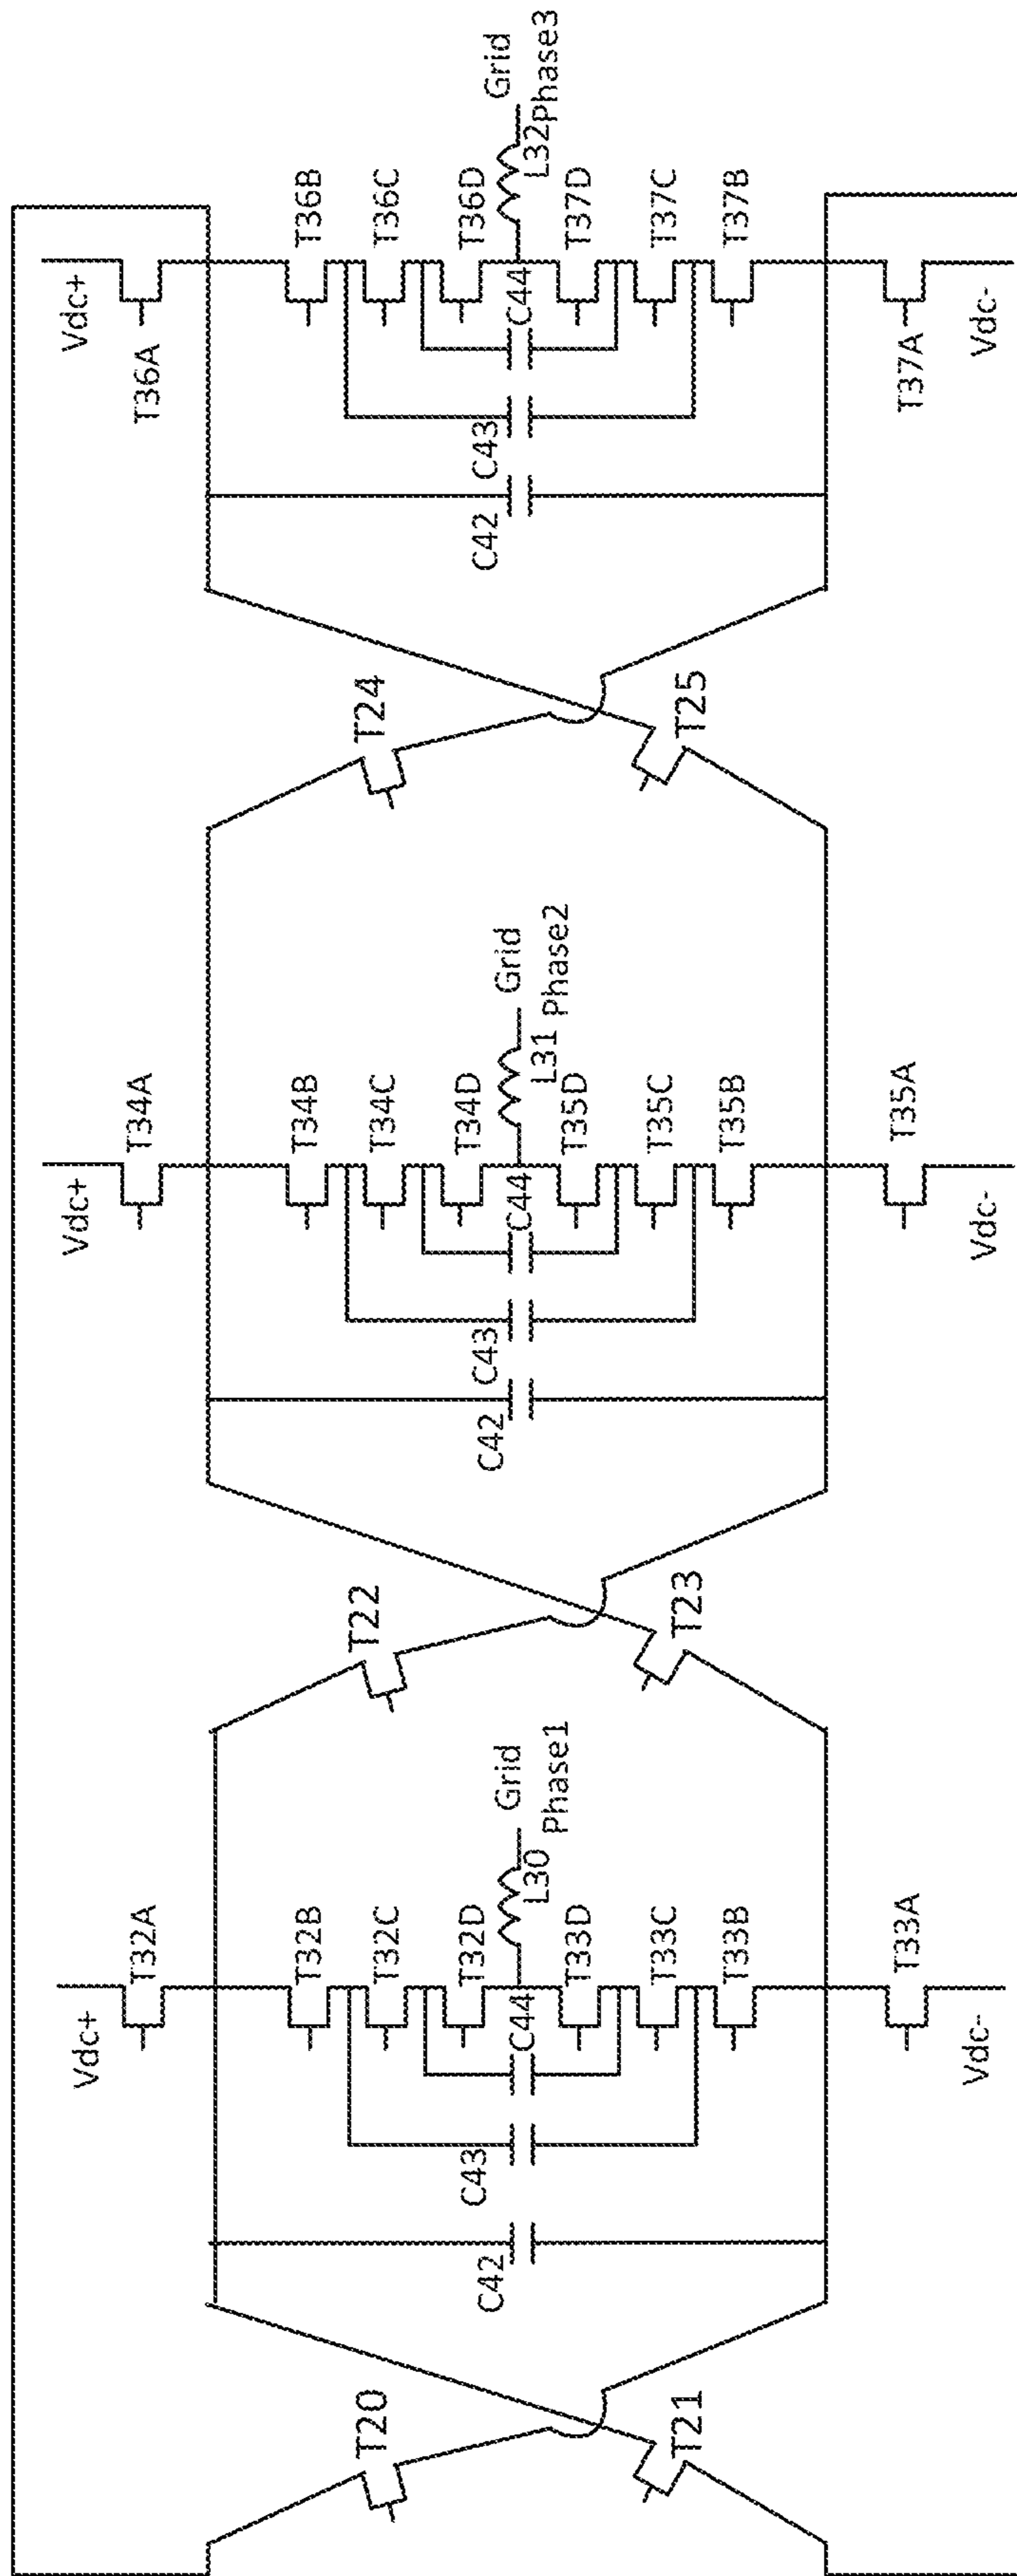 Vdc+
T32A
T32B
T32C
T32D
C44
C43
C42
L30
Grid
Phase1
T33D
T33C
T33B
T33A
Vdc-
T20
T21
T22
T23
Vdc+
T34A
T34B
T34C
T34D
C44
C43
C42
L31
Grid
Phase2
T35D
T35C
T35B
T35A
Vdc-
T24
T25
Vdc+
T36A
T36B
T36C
T36D
C44
C43
C42
L32
Grid
Phase3
T37D
T37C
T37B
T37A
Vdc-